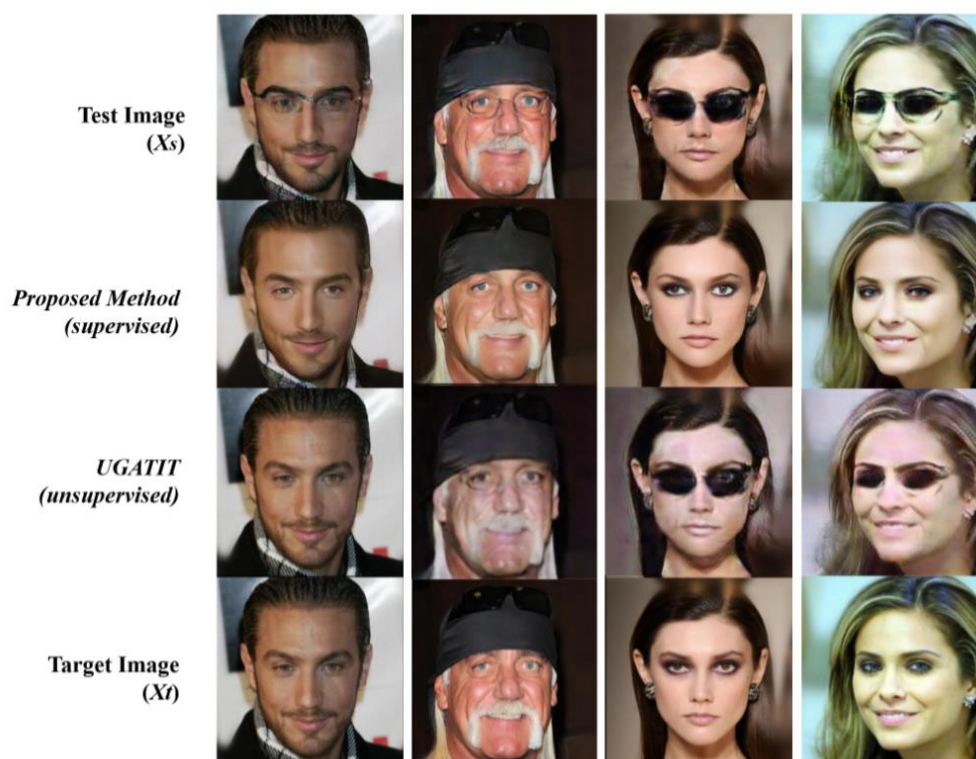 Test Image
(Xs)
Proposed Method
(supervised)
UGATIT
(unsupervised)
Target Image
(Xt)